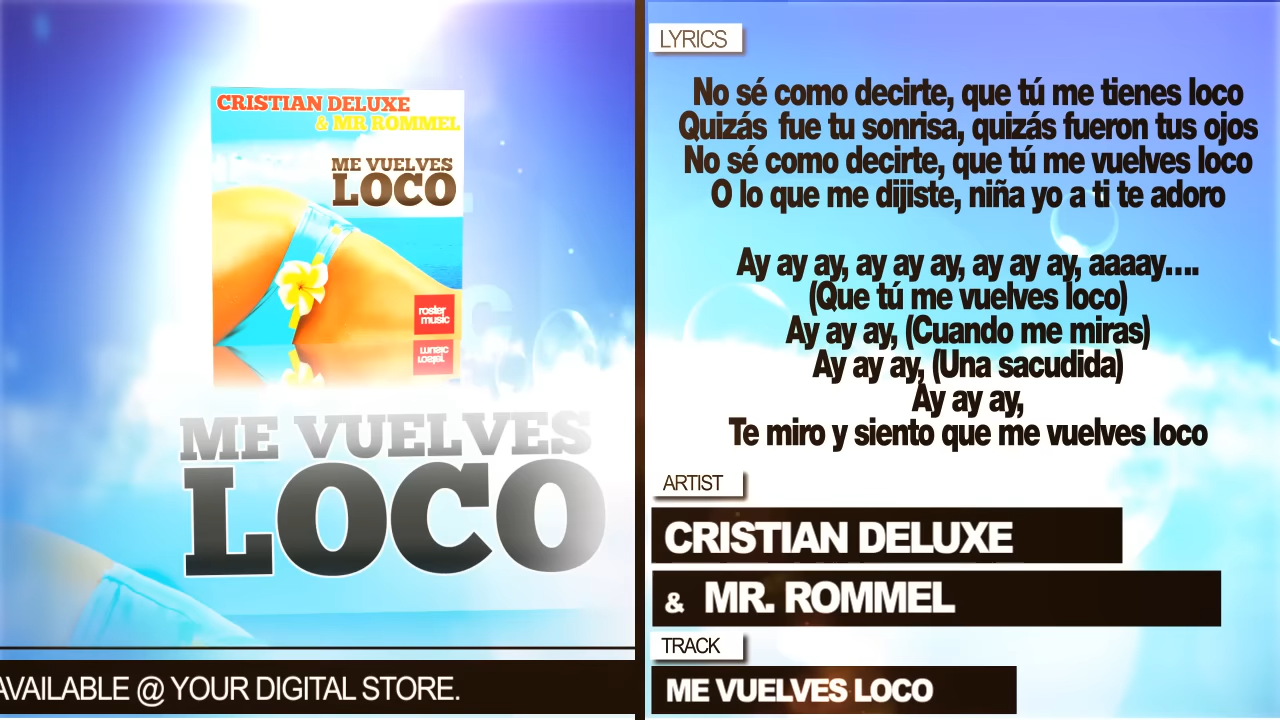 CRISTIAN DELUXE
& MR ROMMEL
ME VUELVES
LOCO
roster
music
ME VUELVES
LOCO
AVAILABLE @ YOUR DIGITAL STORE.
LYRICS
No sé como decirte, que tú me tienes loco
Quizás fue tu sonrisa, quizás fueron tus ojos
No sé como decirte, que tú me vuelves loco
O lo que me dijiste, niña yo a ti te adoro
Ay ay ay, ay ay ay, ay ay ay, aaaay....
(Que tú me vuelves loco)
Ay ay ay, (Cuando me miras)
Ay ay ay, (Una sacudida)
Ay ay ay,
Te miro y siento que me vuelves loco
ARTIST
CRISTIAN DELUXE
& MR. ROMMEL
TRACK
ME VUELVES LOCO